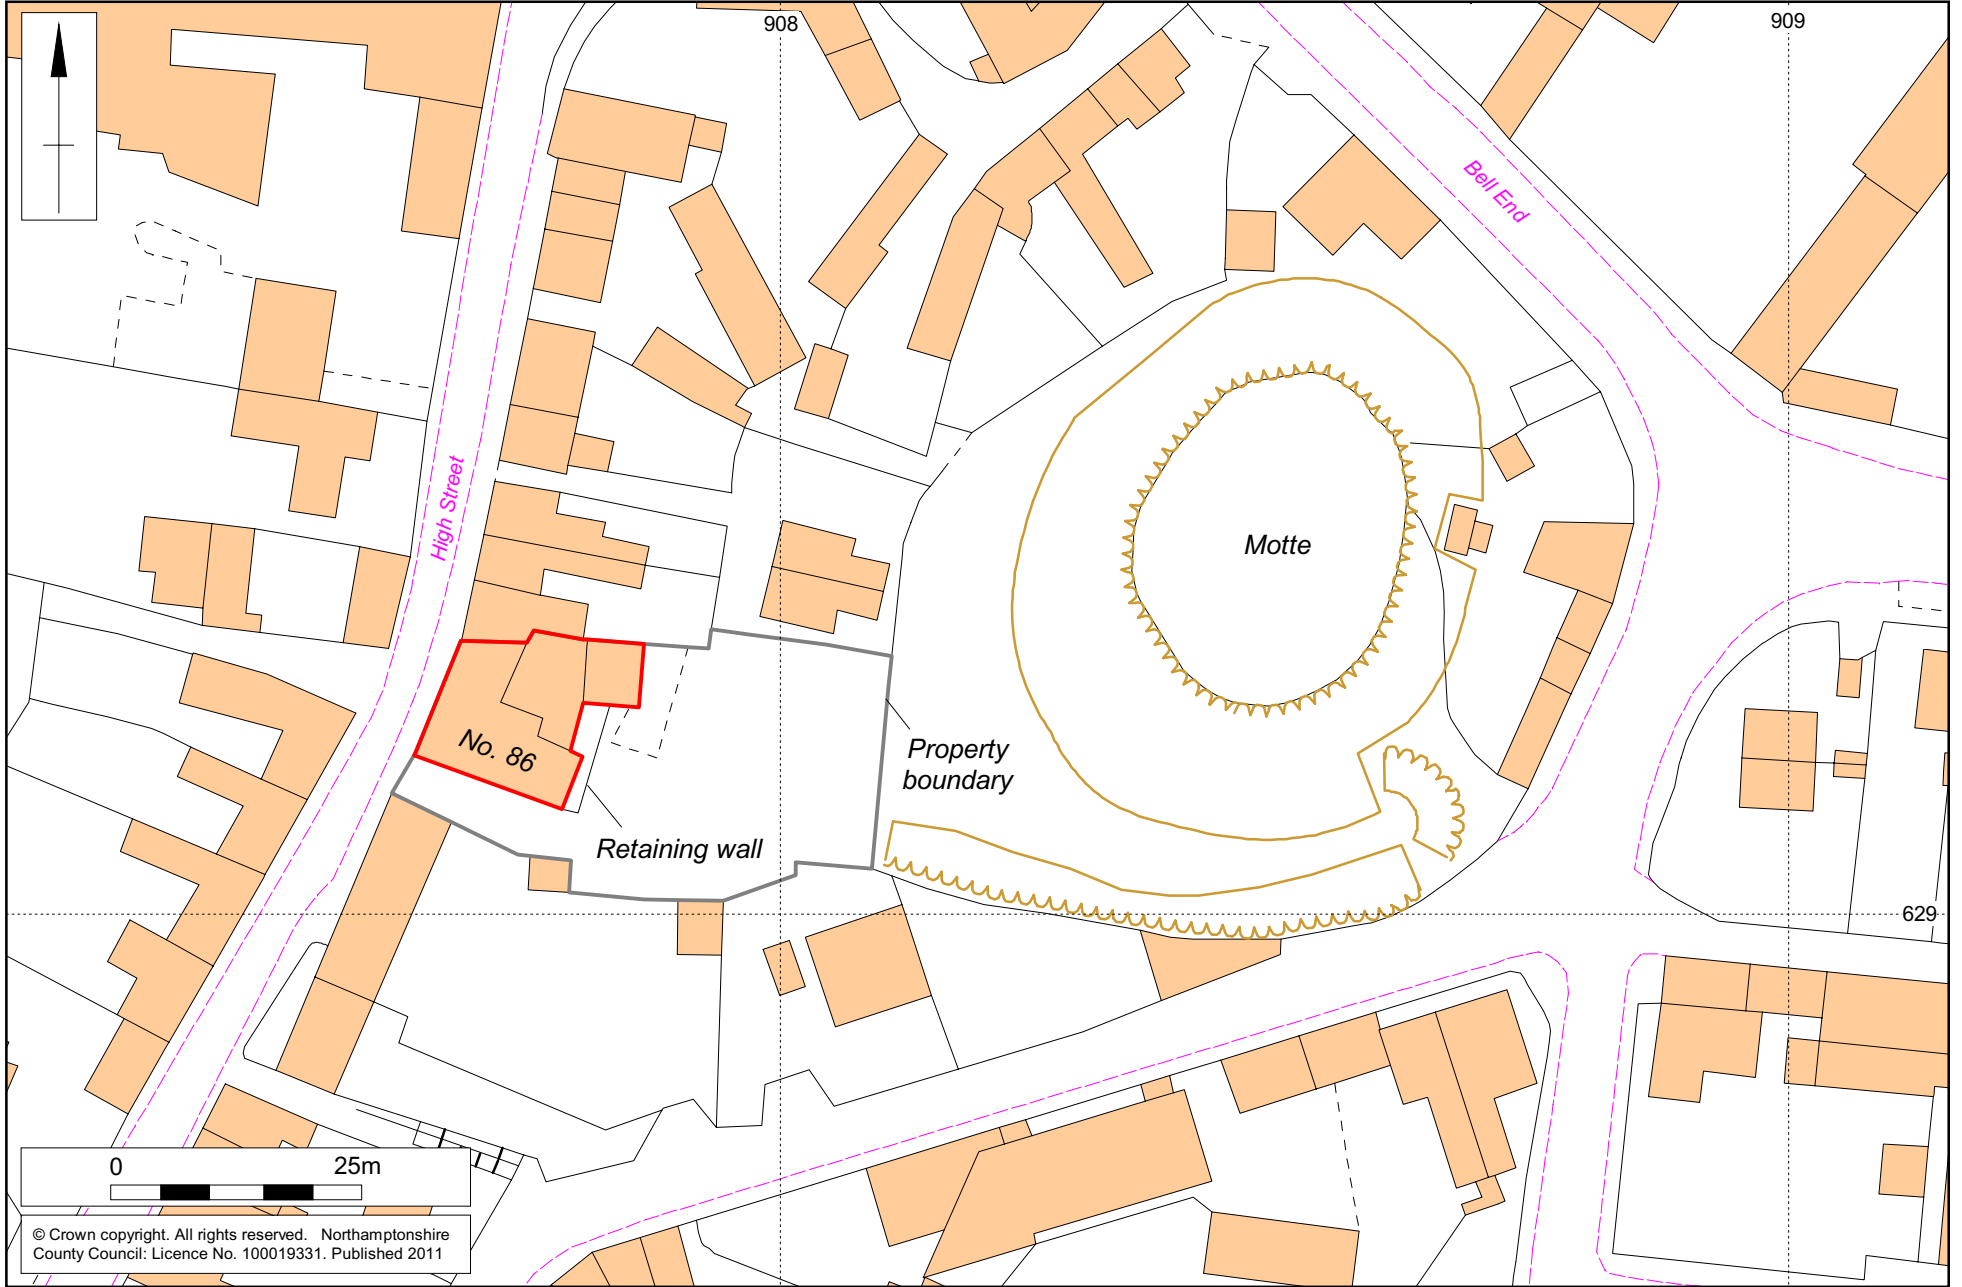 908
909
Bell End
High Street
Motte
No. 86
Property
boundary
Retaining wall
629
0 25m
© Crown copyright. All rights reserved. Northamptonshire
County Council: Licence No. 100019331. Published 2011